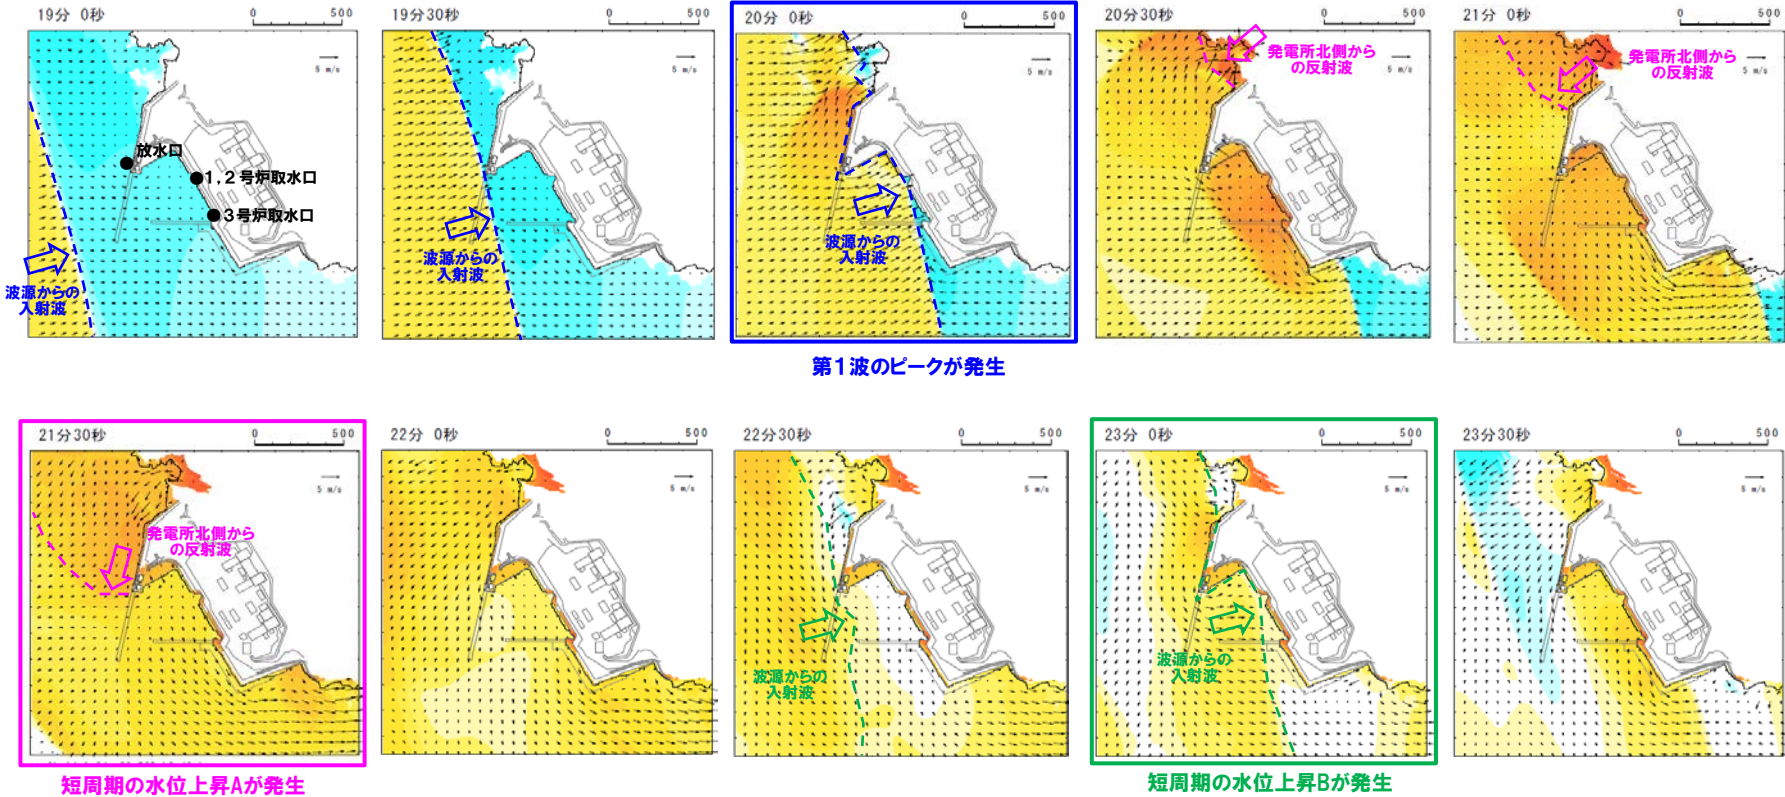 19分 0秒
0 500
5 m/s
放水口
1,2号炉取水口
3号炉取水口
波源からの
入射波
19分30秒
0 500
5 m/s
波源からの
入射波
20分 0秒
0 500
波源からの
入射波
第1波のピークが発生
20分30秒
0 500
発電所北側から
の反射波
5 m/s
21分 0秒
0 500
発電所北側から
の反射波
5 m/s
21分30秒
0 500
5 m/s
発電所北側から
の反射波
短周期の水位上昇Aが発生
22分 0秒
0 500
5 m/s
22分30秒
0 500
5 m/s
波源からの
入射波
23分 0秒
0 500
5 m/s
波源からの
入射波
短周期の水位上昇Bが発生
23分30秒
0 500
5 m/s